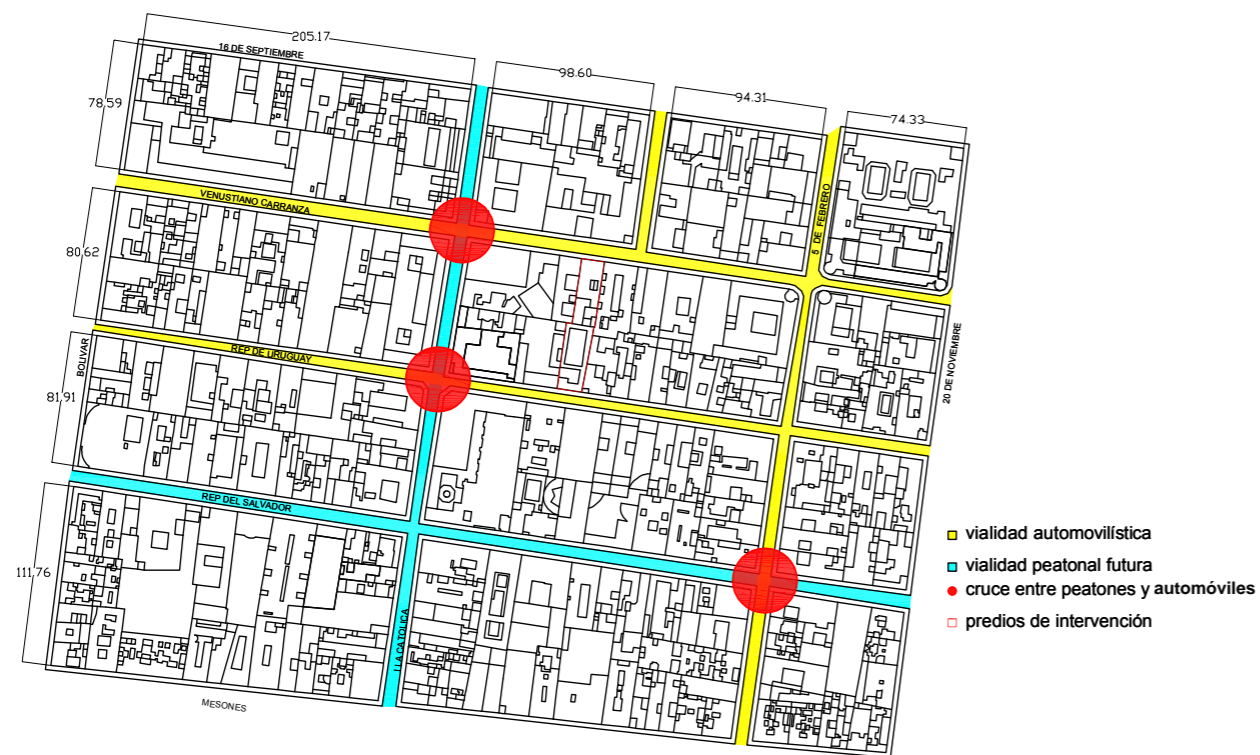 205.17
16 DE SEPTIEMBRE
98.60
94.31
74.33
78.59
VENUSTIANO CARRANZA
5 DE FEBRERO
80.62
20 DE NOVIEMBRE
BOLIVAR
REP DE URUGUAY
81.91
REP DEL SALVADOR
111.76
I LA CATOLICA
MESONES
vialidad automovilística
vialidad peatonal futura
cruce entre peatones y automóviles
predios de intervención